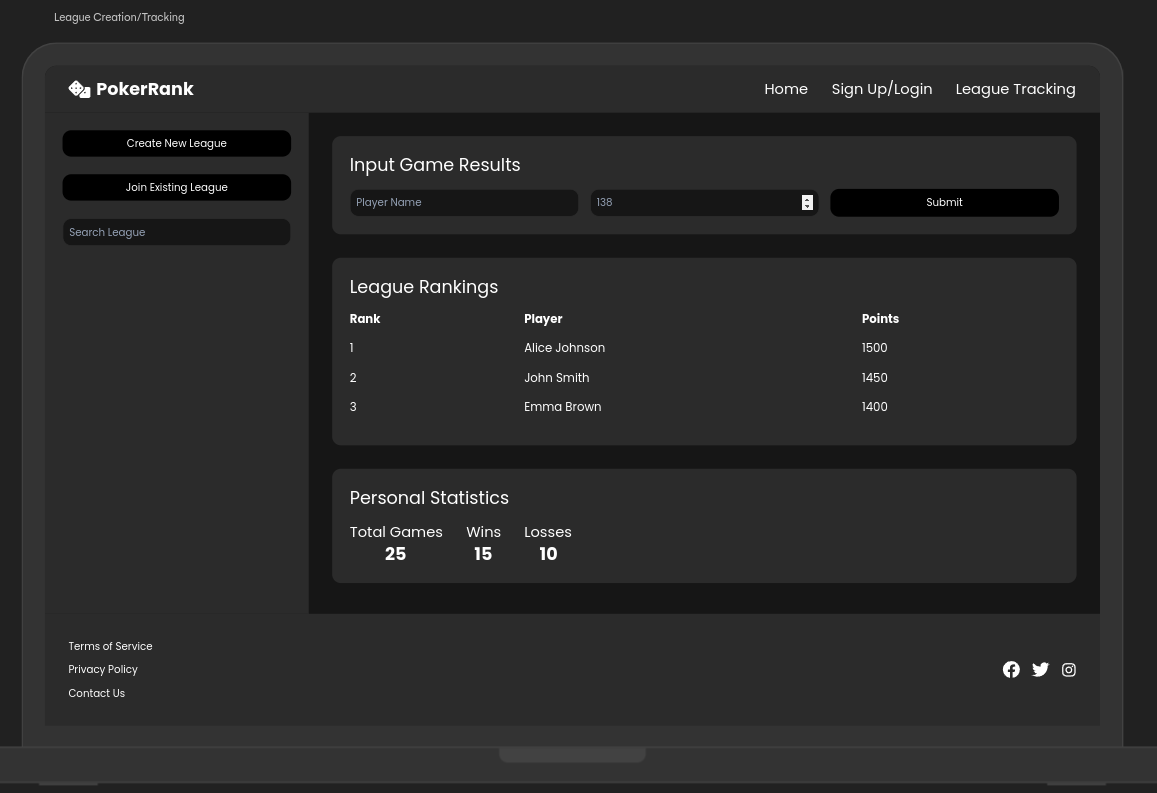 League Creation/Tracking
PokerRank
Home Sign Up/Login League Tracking
Create New League
Join Existing League
Search League
Input Game Results
Player Name 138 Submit
League Rankings
Rank Player Points
1 Alice Johnson 1500
2 John Smith 1450
3 Emma Brown 1400
Personal Statistics
Total Games Wins Losses
25 15 10
Terms of Service
Privacy Policy
Contact Us